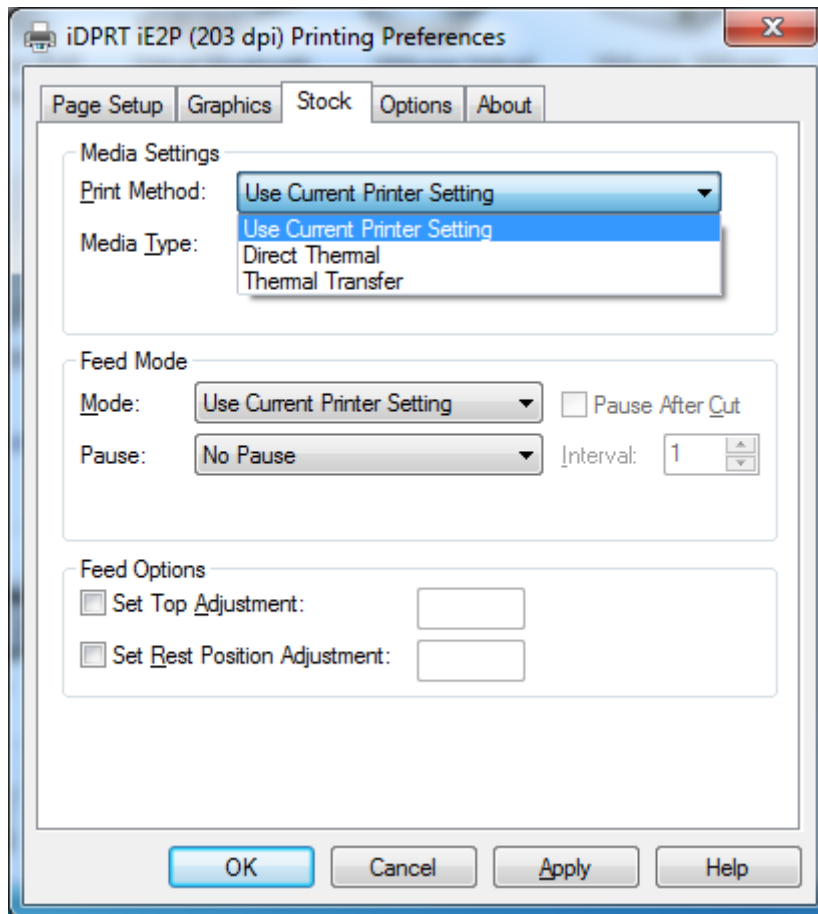 iDPRT iE2P (203 dpi) Printing Preferences
Page Setup Graphics Stock Options About
Media Settings
Print Method: Use Current Printer Setting
Use Current Printer Setting
Media Type: Direct Thermal
Thermal Transfer
Feed Mode
Mode: Use Current Printer Setting Pause After Cut
Pause: No Pause Interval: 1
Feed Options
Set Top Adjustment:
Set Rest Position Adjustment:
OK Cancel Apply Help